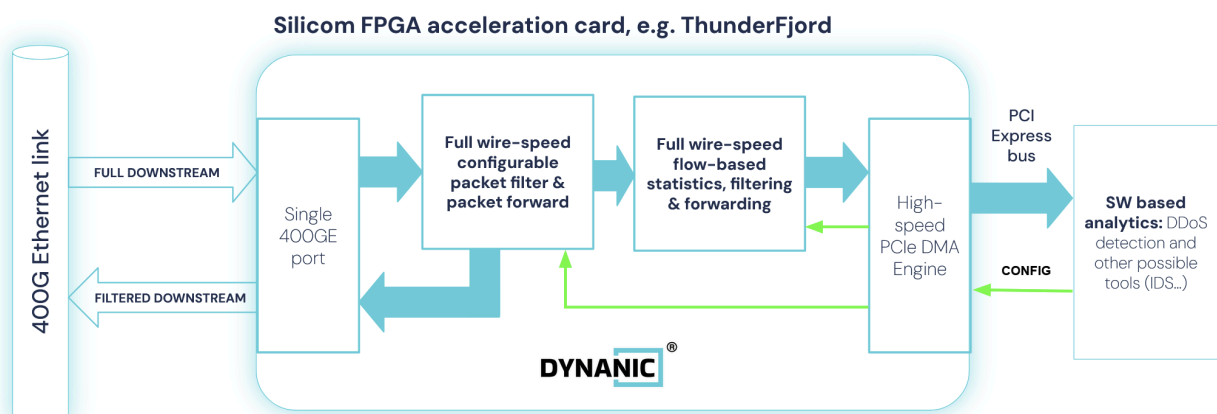 Silicom FPGA acceleration card, e.g. ThunderFjord
400G Ethernet link
FULL DOWNSTREAM
FILTERED DOWNSTREAM
Single
400GE
port
Full wire-speed
configurable
packet filter &
packet forward
Full wire-speed
flow-based
statistics, filtering
& forwarding
High-
speed
PCIe DMA
Engine
PCI
Express
bus
CONFIG
SW based
analytics: DDoS
detection and
other possible
tools (IDS...)
DYNANIC®